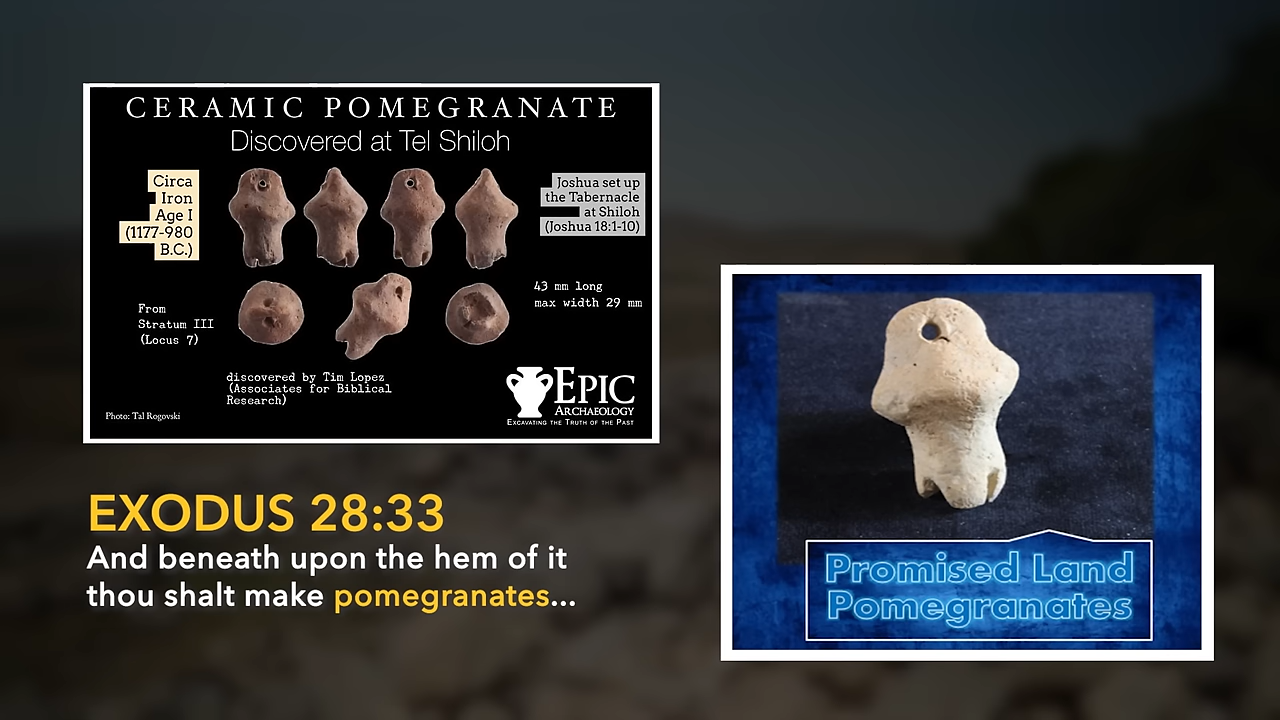 CERAMIC POMEGRANATE
Discovered at Tel Shiloh
Circa
Iron
Age I
(1177-980
B.C.)
Joshua set up
the Tabernacle
at Shiloh
(Joshua 18:1-10)
From
Stratum III
(Locus 7)
43 mm long
max width 29 mm
discovered by Tim Lopez
(Associates for Biblical
Research)
Photo: Tal Rogovski
EPIC
ARCHAEOLOGY
EXCAVATING THE TRUTH OF THE PAST
EXODUS 28:33
And beneath upon the hem of it
thou shalt make pomegranates...
Promised Land
Pomegranates